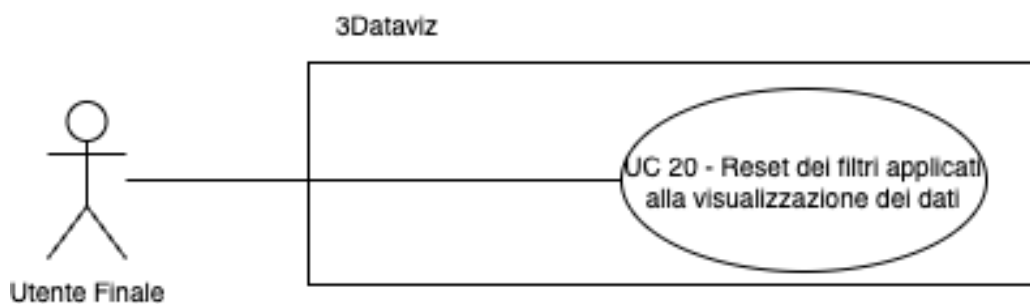 3Dataviz
UC 20 - Reset dei filtri applicati
alla visualizzazione dei dati
Utente Finale